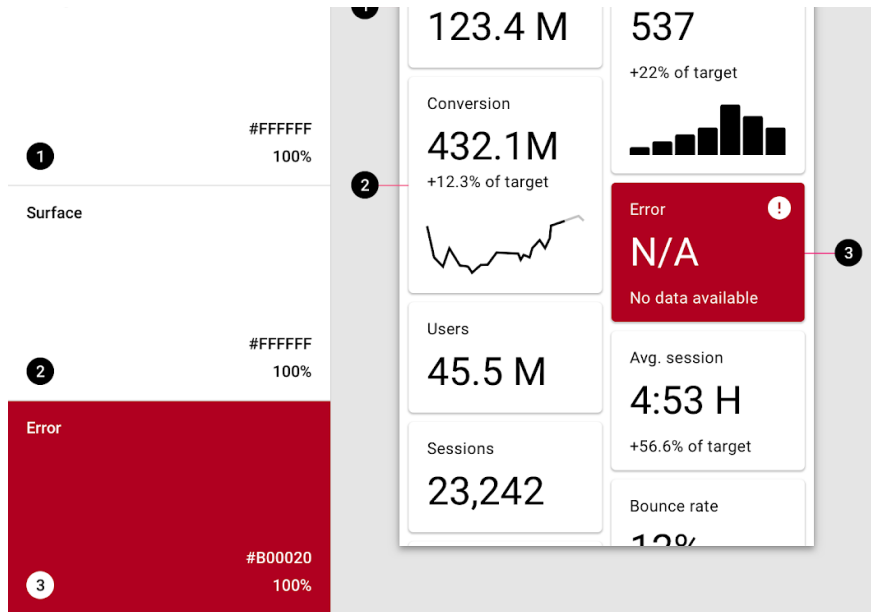 #FFFFFF
1
100%
Surface
#FFFFFF
2
100%
Error
#B00020
3
100%
123.4 M
Conversion
432.1M
2
+12.3% of target
Users
45.5 M
Sessions
23,242
537
+22% of target
Error
!
N/A
3
No data available
Avg. session
4:53 H
+56.6% of target
Bounce rate
12%